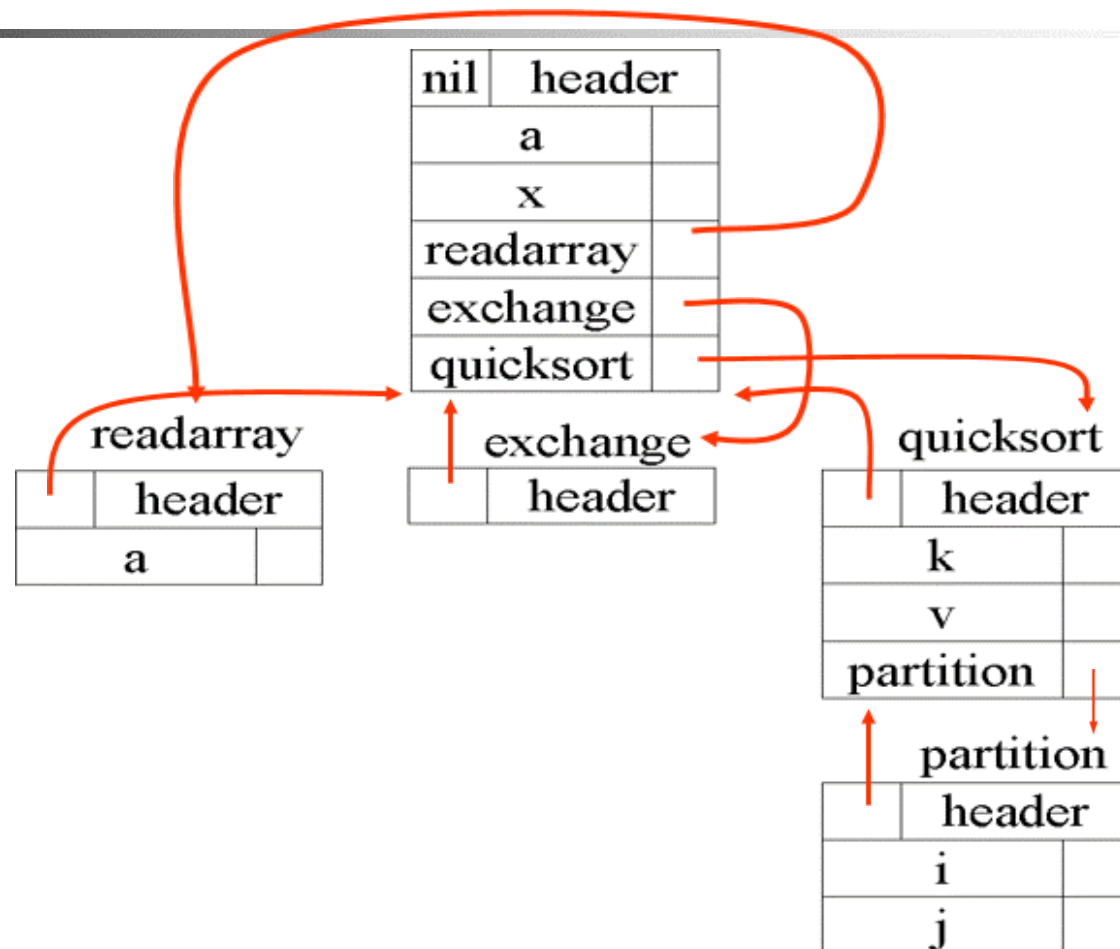 nil header
a
x
readarray
exchange
quicksort
readarray
header
a
exchange
header
quicksort
header
k
v
partition
partition
header
i
j